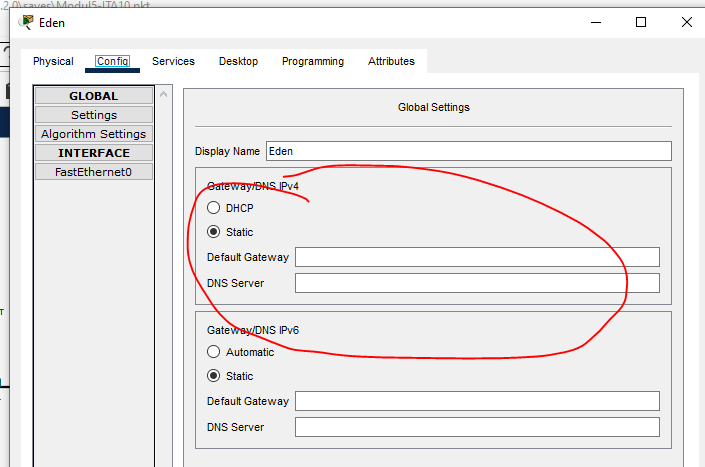 .2.0\saves\Modul5-ITA10.pkt
Eden
Physical Config Services Desktop Programming Attributes
GLOBAL
Settings
Algorithm Settings
INTERFACE
FastEthernet0
Global Settings
Display Name Eden
Gateway/DNS IPv4
DHCP
Static
Default Gateway
DNS Server
Gateway/DNS IPv6
Automatic
Static
Default Gateway
DNS Server